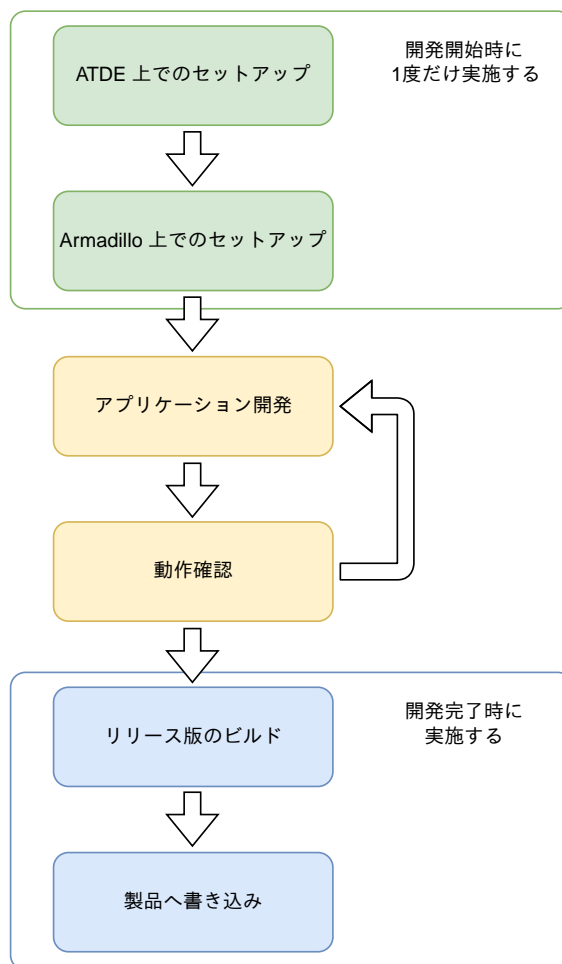 ATDE 上でのセットアップ
開発開始時に
1度だけ実施する
Armadillo 上でのセットアップ
アプリケーション開発
動作確認
リリース版のビルド
開発完了時に
実施する
製品へ書き込み